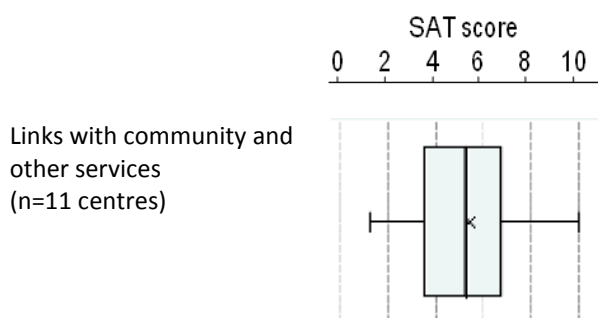 SAT score
0 2 4 6 8 10
Links with community and
other services
(n=11 centres)